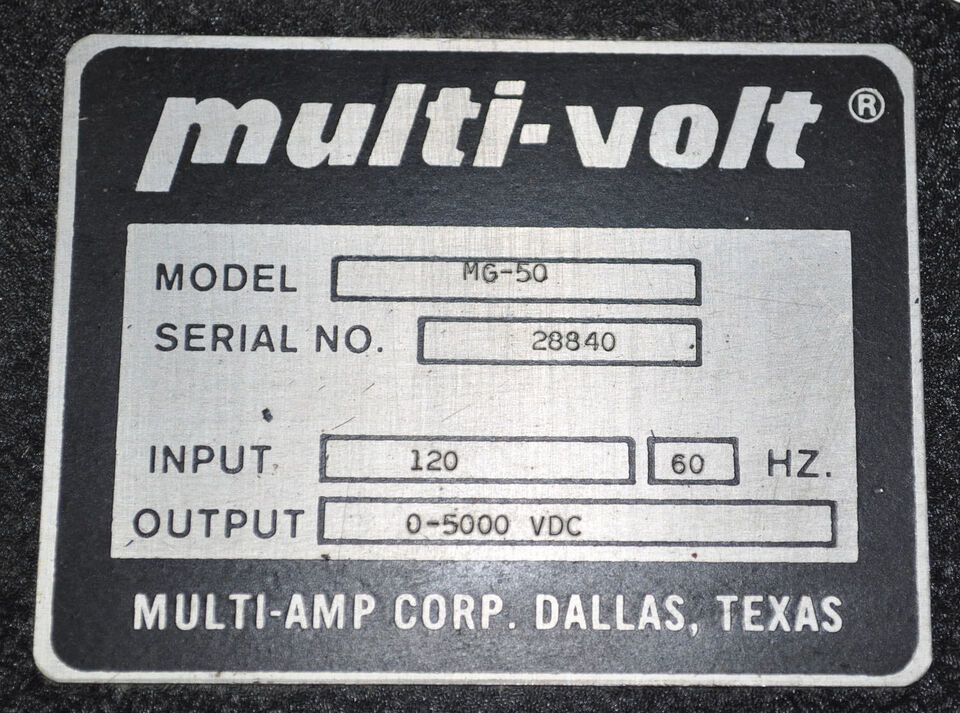 multi-volt ®
MODEL MG-50
SERIAL NO. 28840
INPUT 120 60 HZ.
OUTPUT 0-5000 VDC
MULTI-AMP CORP. DALLAS, TEXAS